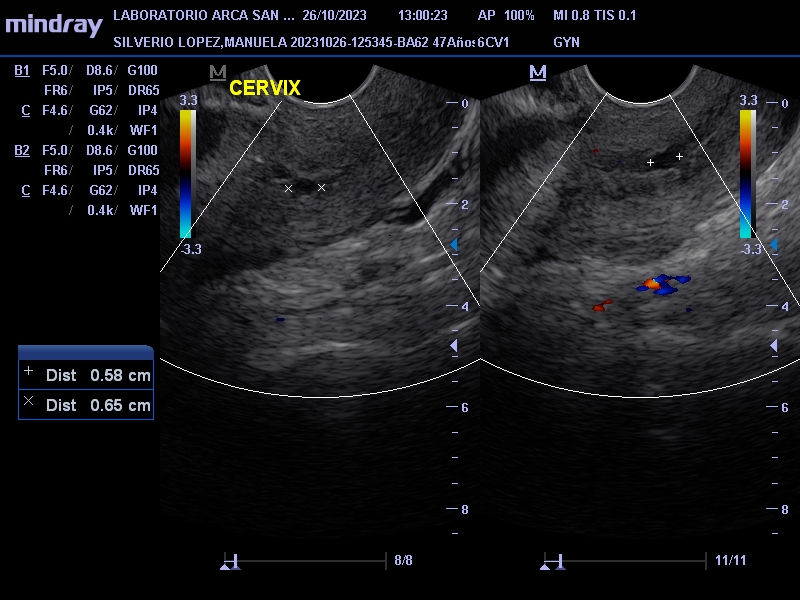 mindray
LABORATORIO ARCA SAN ... 26/10/2023 13:00:23 AP 100% MI 0.8 TIS 0.1
SILVERIO LOPEZ,MANUELA 20231026-125345-BA62 47Años 6CV1 GYN
B1 F5.0/ D8.6/ G100
FR6/ IP5/ DR65
C F4.6/ G62/ IP4
/ 0.4k/ WF1
B2 F5.0/ D8.6/ G100
FR6/ IP5/ DR65
C F4.6/ G62/ IP4
/ 0.4k/ WF1
M
CERVIX
3.3
-3.3
0
2
4
6
8
8/8
M
3.3
-3.3
0
2
4
6
8
11/11
+ Dist 0.58 cm
× Dist 0.65 cm